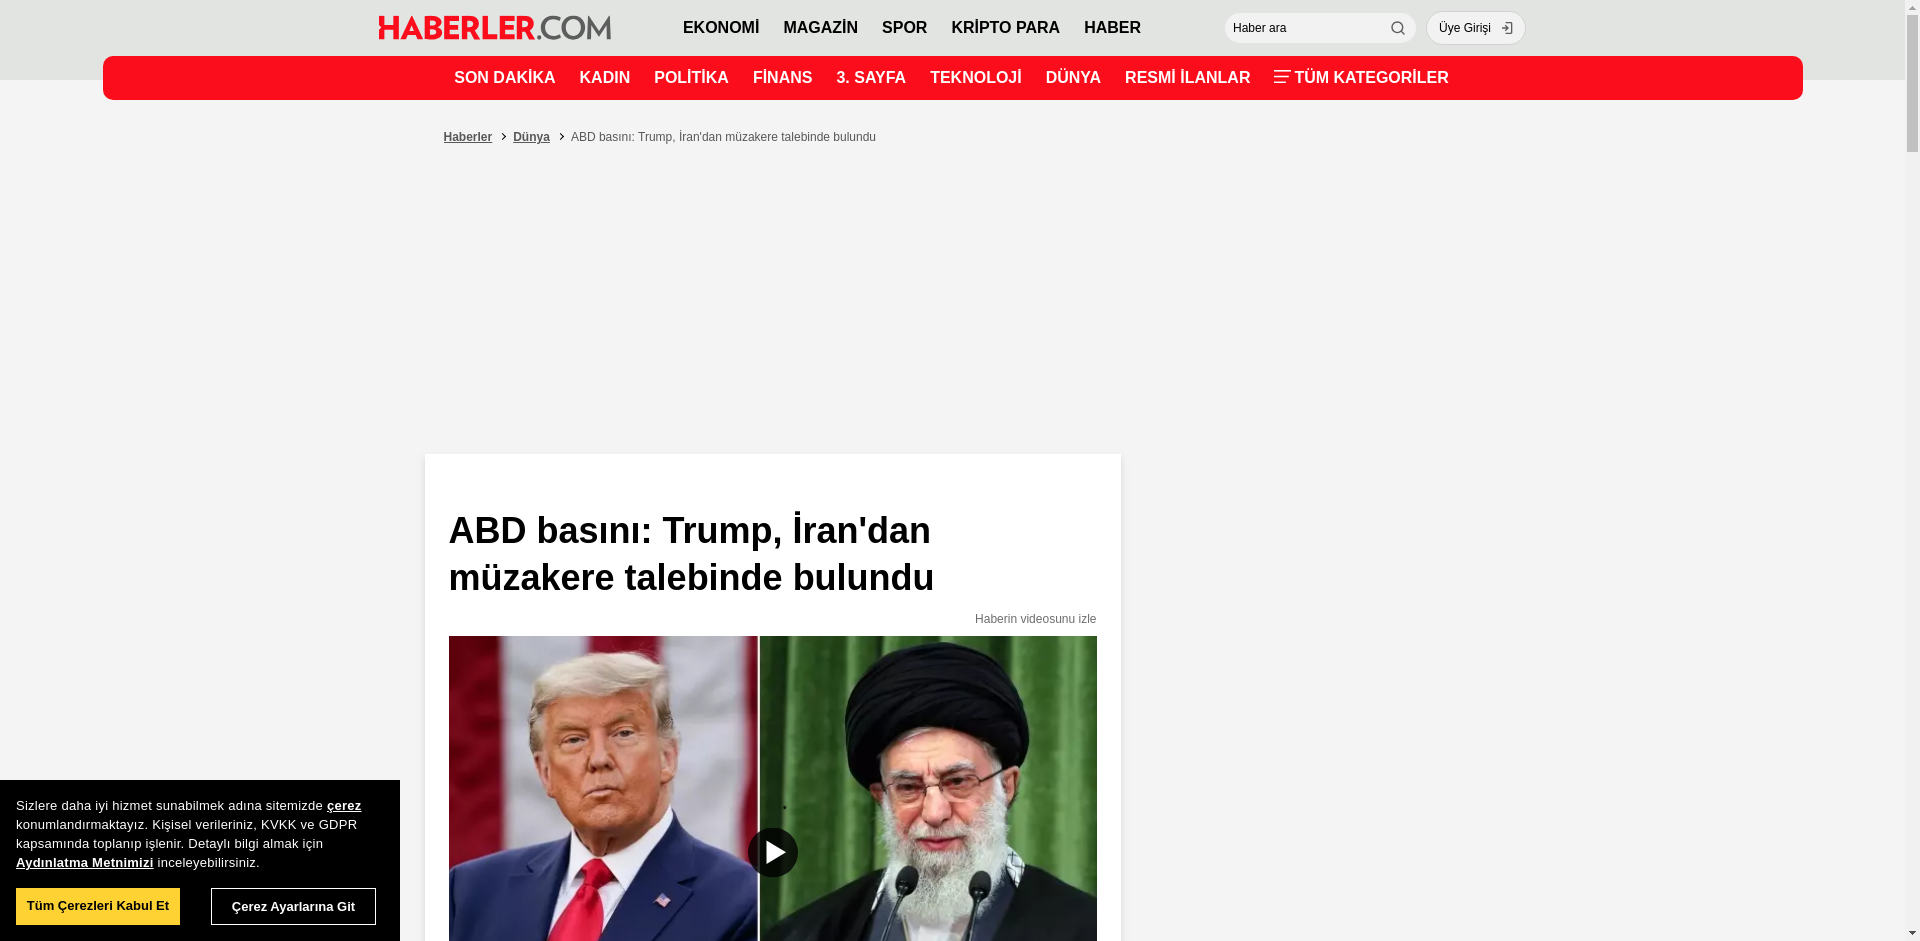 HABERLER.COM
EKONOMİ MAGAZİN SPOR KRİPTO PARA HABER
Haber ara
Üye Girişi
SON DAKİKA KADIN POLİTİKA FİNANS 3. SAYFA TEKNOLOJİ DÜNYA RESMİ İLANLAR TÜM KATEGORİLER
Haberler > Dünya > ABD basını: Trump, İran'dan müzakere talebinde bulundu
ABD basını: Trump, İran'dan
müzakere talebinde bulundu
Haberin videosunu izle
Sizlere daha iyi hizmet sunabilmek adına sitemizde çerez
konumlandırmaktayız. Kişisel verileriniz, KVKK ve GDPR
kapsamında toplanıp işlenir. Detaylı bilgi almak için
Aydınlatma Metnimizi inceleyebilirsiniz.
Tüm Çerezleri Kabul Et
Çerez Ayarlarına Git